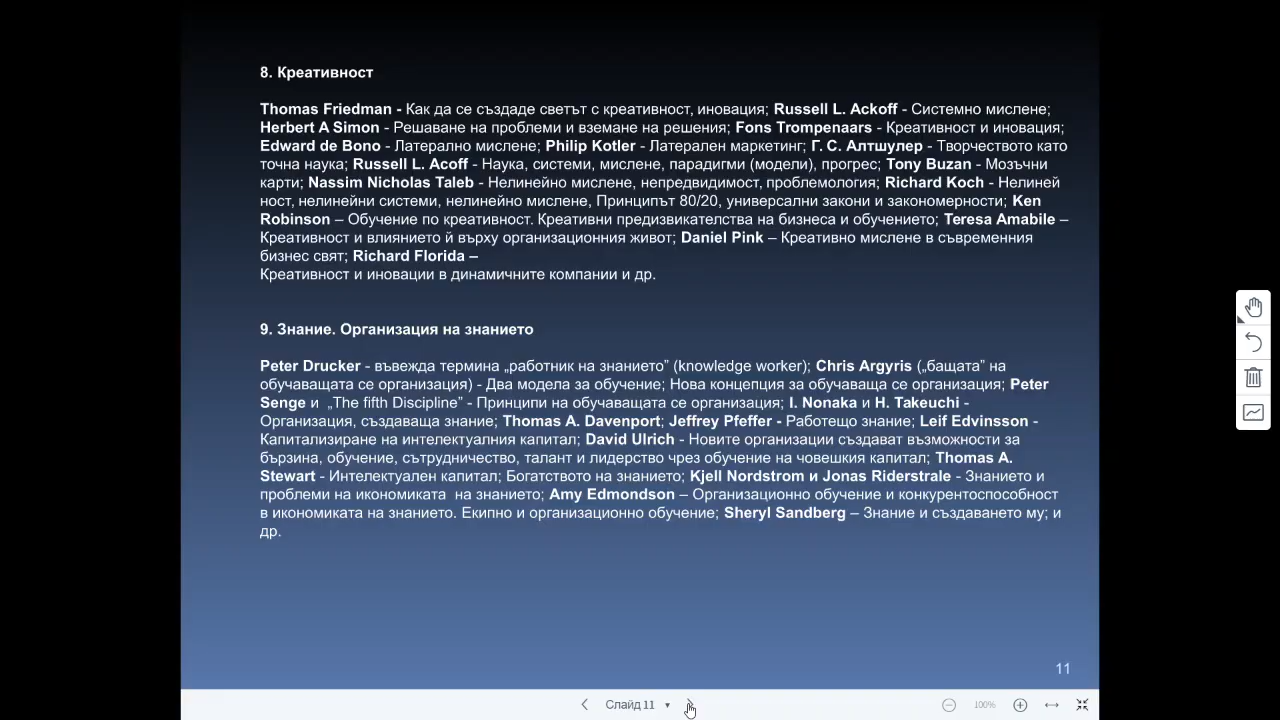 8. Креативност
Thomas Friedman - Как да се създаде светът с креативност, иновация; Russell L. Ackoff - Системно мислене;
Herbert A Simon - Решаване на проблеми и вземане на решения; Fons Trompenaars - Креативност и иновация;
Edward de Bono - Латерално мислене; Philip Kotler - Латерален маркетинг; Г. С. Алтшулер - Творчеството като
точна наука; Russell L. Acoff - Наука, системи, мислене, парадигми (модели), прогрес; Tony Buzan - Мозъчни
карти; Nassim Nicholas Taleb - Нелинейно мислене, непредвидимост, проблемология; Richard Koch - Нелиней
ност, нелинейни системи, нелинейно мислене, Принципът 80/20, универсални закони и закономерности; Ken
Robinson – Обучение по креативност. Креативни предизвикателства на бизнеса и обучението; Teresa Amabile –
Креативност и влиянието й върху организационния живот; Daniel Pink – Креативно мислене в съвременния
бизнес свят; Richard Florida –
Креативност и иновации в динамичните компании и др.
9. Знание. Организация на знанието
Peter Drucker - въвежда термина „работник на знанието” (knowledge worker); Chris Argyris („бащата” на
обучаващата се организация) - Два модела за обучение; Нова концепция за обучаваща се организация; Peter
Senge и „The fifth Discipline” - Принципи на обучаващата се организация; I. Nonaka и H. Takeuchi -
Организация, създаваща знание; Thomas A. Davenport; Jeffrey Pfeffer - Работещо знание; Leif Edvinsson -
Капитализиране на интелектуалния капитал; David Ulrich - Новите организации създават възможности за
бързина, обучение, сътрудничество, талант и лидерство чрез обучение на човешкия капитал; Thomas A.
Stewart - Интелектуален капитал; Богатството на знанието; Kjell Nordstrom и Jonas Riderstrale - Знанието и
проблеми на икономиката на знанието; Amy Edmondson – Организационно обучение и конкурентоспособност
в икономиката на знанието. Екипно и организационно обучение; Sheryl Sandberg – Знание и създаването му; и
др.
11
Слайд 11
100%